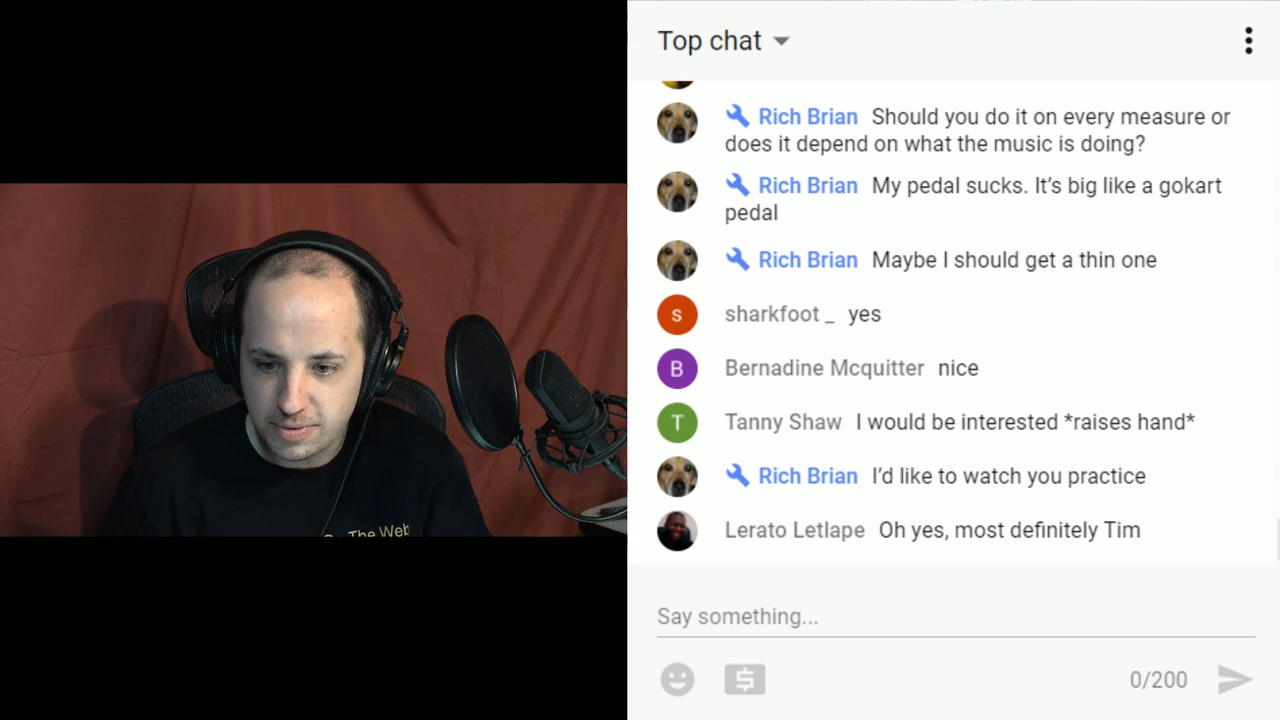 Top chat
Rich Brian Should you do it on every measure or
does it depend on what the music is doing?
Rich Brian My pedal sucks. It’s big like a gokart
pedal
Rich Brian Maybe I should get a thin one
s sharkfoot _ yes
B Bernadine Mcquitter nice
T Tanny Shaw I would be interested *raises hand*
Rich Brian I’d like to watch you practice
Lerato Letlape Oh yes, most definitely Tim
The Web
Say something...
0/200